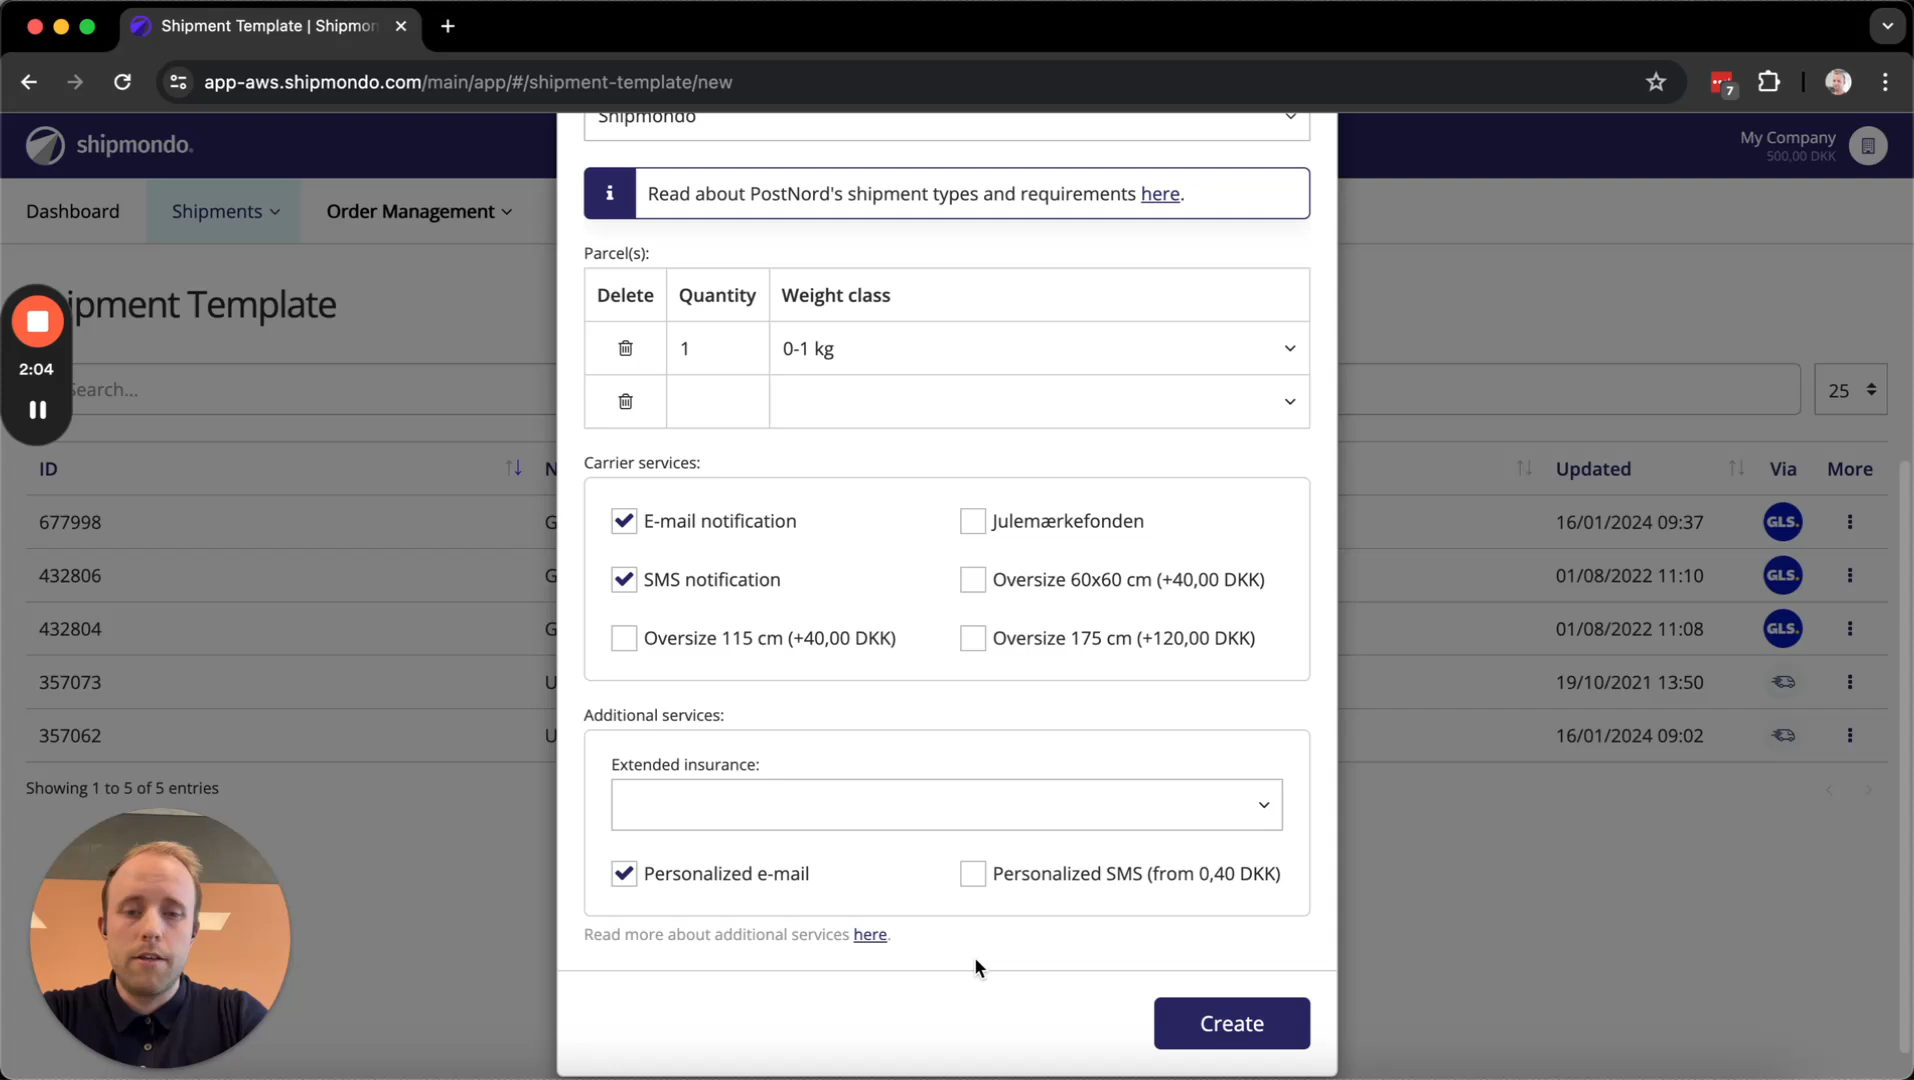 Shipment Template | Shipmon
app-aws.shipmondo.com/main/app/#/shipment-template/new
7
shipmondo.
My Company
500,00 DKK
Dashboard
Shipments
Order Management
Shipmondo
Read about PostNord's shipment types and requirements here.
ipment Template
2:04
Search...
25
Parcel(s):
Delete Quantity Weight class
1 0-1 kg
ID N Updated Via More
677998 G 16/01/2024 09:37 GLS.
432806 G 01/08/2022 11:10 GLS.
432804 G 01/08/2022 11:08 GLS.
357073 U 19/10/2021 13:50
357062 U 16/01/2024 09:02
Showing 1 to 5 of 5 entries
Carrier services:
E-mail notification Julemærkefonden
SMS notification Oversize 60x60 cm (+40,00 DKK)
Oversize 115 cm (+40,00 DKK) Oversize 175 cm (+120,00 DKK)
Additional services:
Extended insurance:
Personalized e-mail Personalized SMS (from 0,40 DKK)
Read more about additional services here.
Create